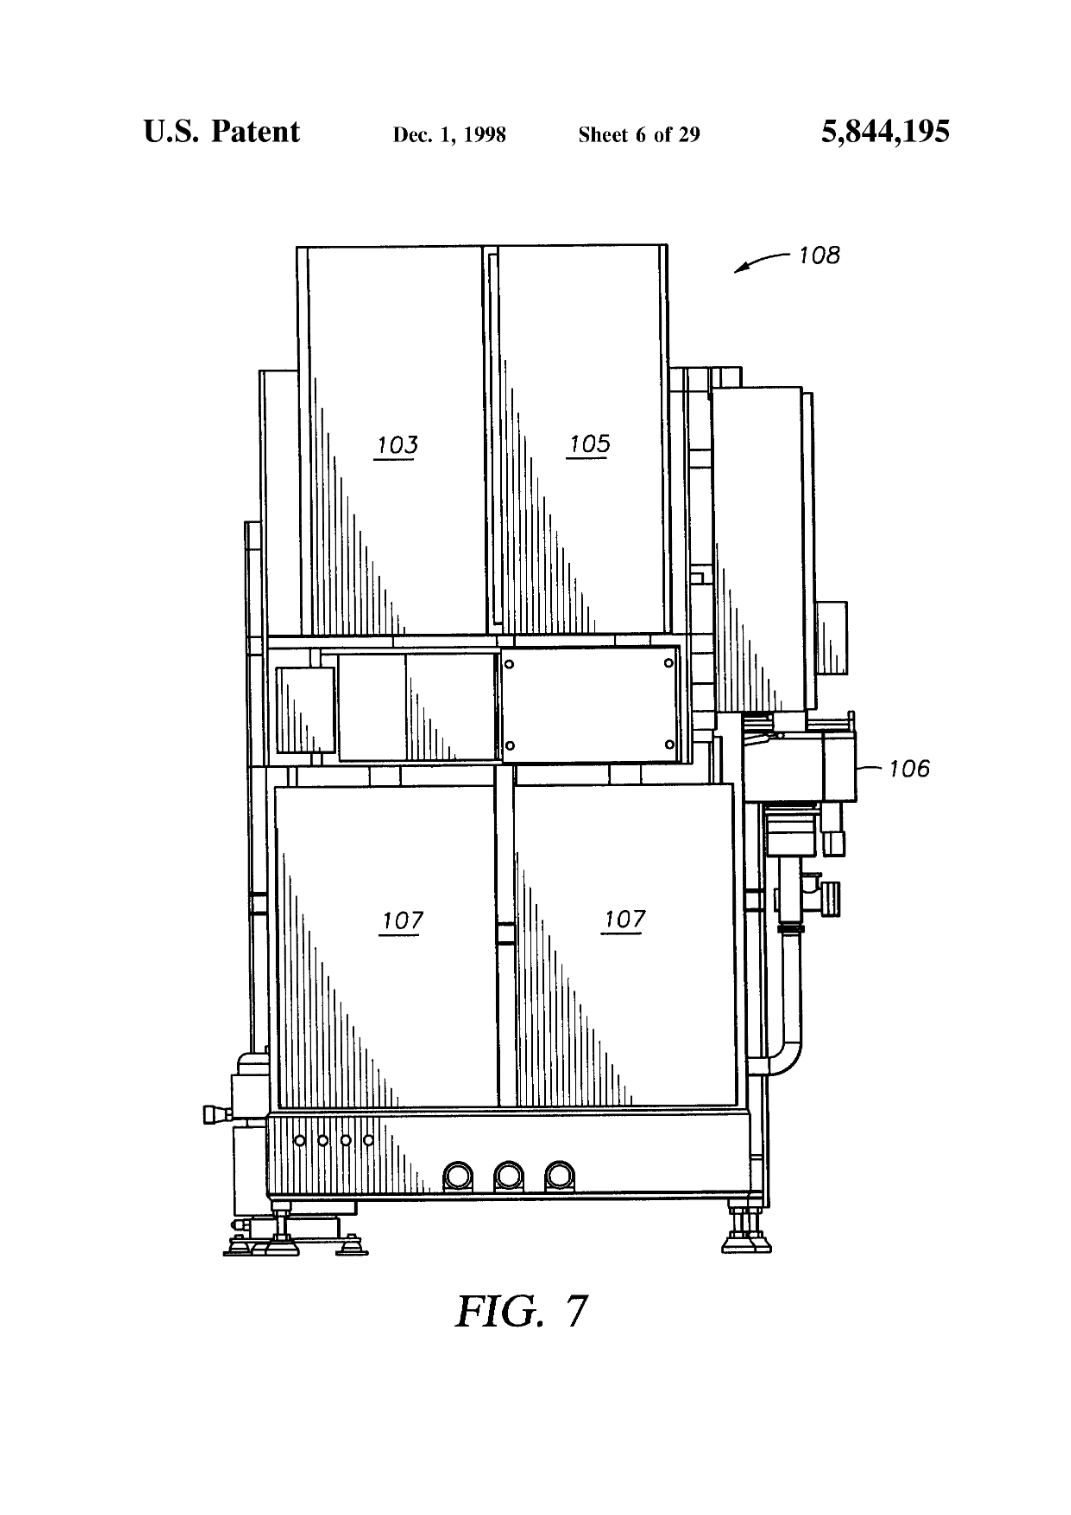 U.S. Patent Dec. 1, 1998 Sheet 6 of 29 5,844,195
108
103 105
106
107 107
FIG. 7